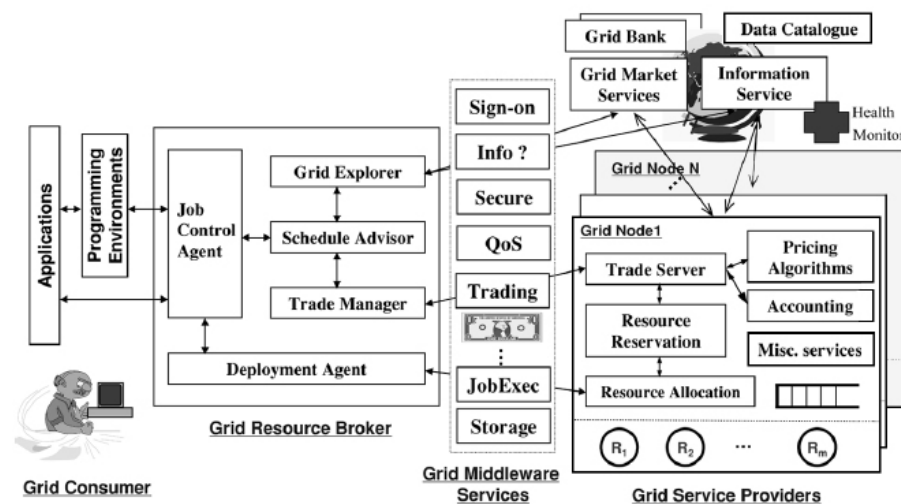 Grid Bank
Data Catalogue
Grid Market
Services
Information
Service
Health
Monitor
Sign-on
Info ?
Secure
QoS
Trading
JobExec
Storage
Grid Middleware
Services
Applications
Programming
Environments
Job
Control
Agent
Grid Explorer
Schedule Advisor
Trade Manager
Deployment Agent
Grid Resource Broker
Grid Consumer
Grid Node N
Grid Node1
Trade Server
Pricing
Algorithms
Accounting
Resource
Reservation
Misc. services
Resource Allocation
R1
R2
...
Rm
Grid Service Providers